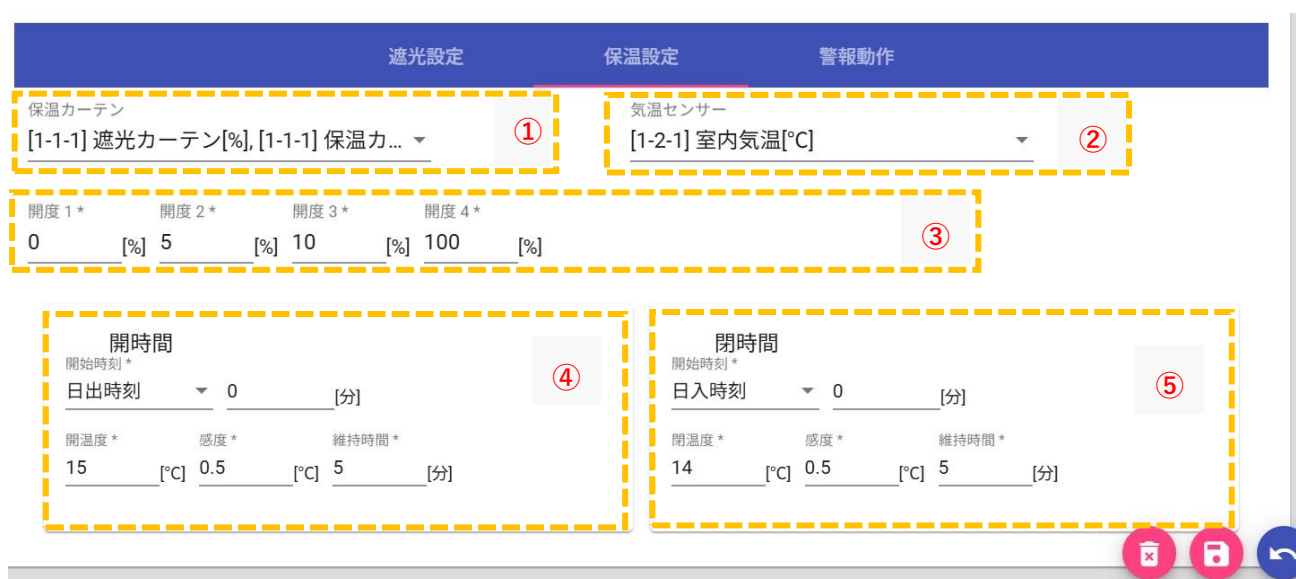 遮光設定 保温設定 警報動作
保温カーテン 気温センサー
[1-1-1] 遮光カーテン[%], [1-1-1] 保温カ... ① [1-2-1] 室内気温[°C] ②
開度 1 * 開度 2 * 開度 3 * 開度 4 *
0 [%] 5 [%] 10 [%] 100 [%] ③
開時間
開始時刻 *
日出時刻 0 [分] ④
開温度 * 感度 * 維持時間 *
15 [°C] 0.5 [°C] 5 [分]
閉時間
開始時刻 *
日入時刻 0 [分] ⑤
閉温度 * 感度 * 維持時間 *
14 [°C] 0.5 [°C] 5 [分]